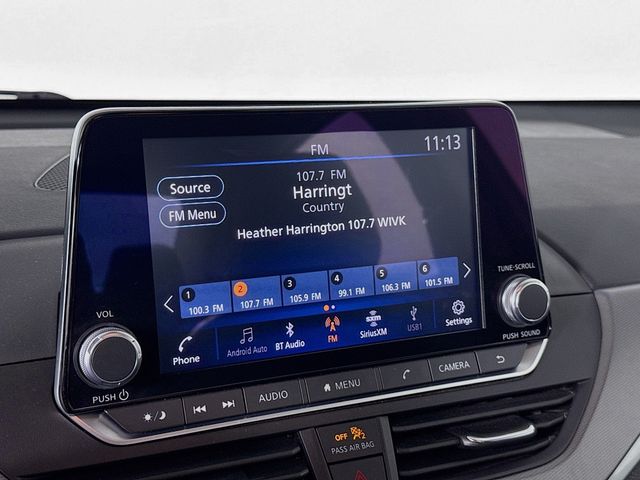 FM
11:13
107.7 FM
Source
Harringt
Country
FM Menu
Heather Harrington 107.7 WIVK
1 2 3 4 5 6
100.3 FM 107.7 FM 105.9 FM 99.1 FM 106.3 FM 101.5 FM
Phone Android Auto BT Audio FM SiriusXM USB1 Settings
sxm
VOL
PUSH
TUNE·SCROLL
PUSH SOUND
AUDIO MENU CAMERA
OFF 2
PASS AIR BAG